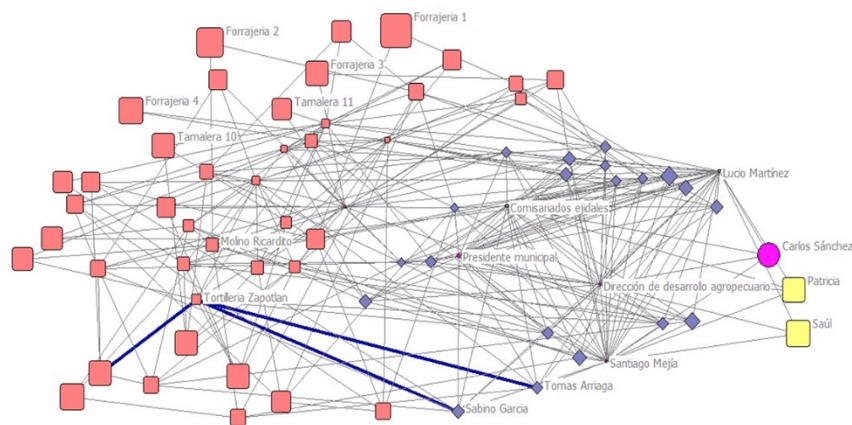 Forrajeria 1
Forrajeria 2
Forrajeria 3
Forrajeria 4
Tamalera 11
Tamalera 10
Lucio Martínez
Comisariados ejidales
Molino Ricardito
Carlos Sánchez
Presidente municipal
Patricia
Dirección de desarrollo agropecuario
Tortilleria Zapotlan
Saúl
Santiago Mejía
Tomas Arriaga
Sabino Garcia